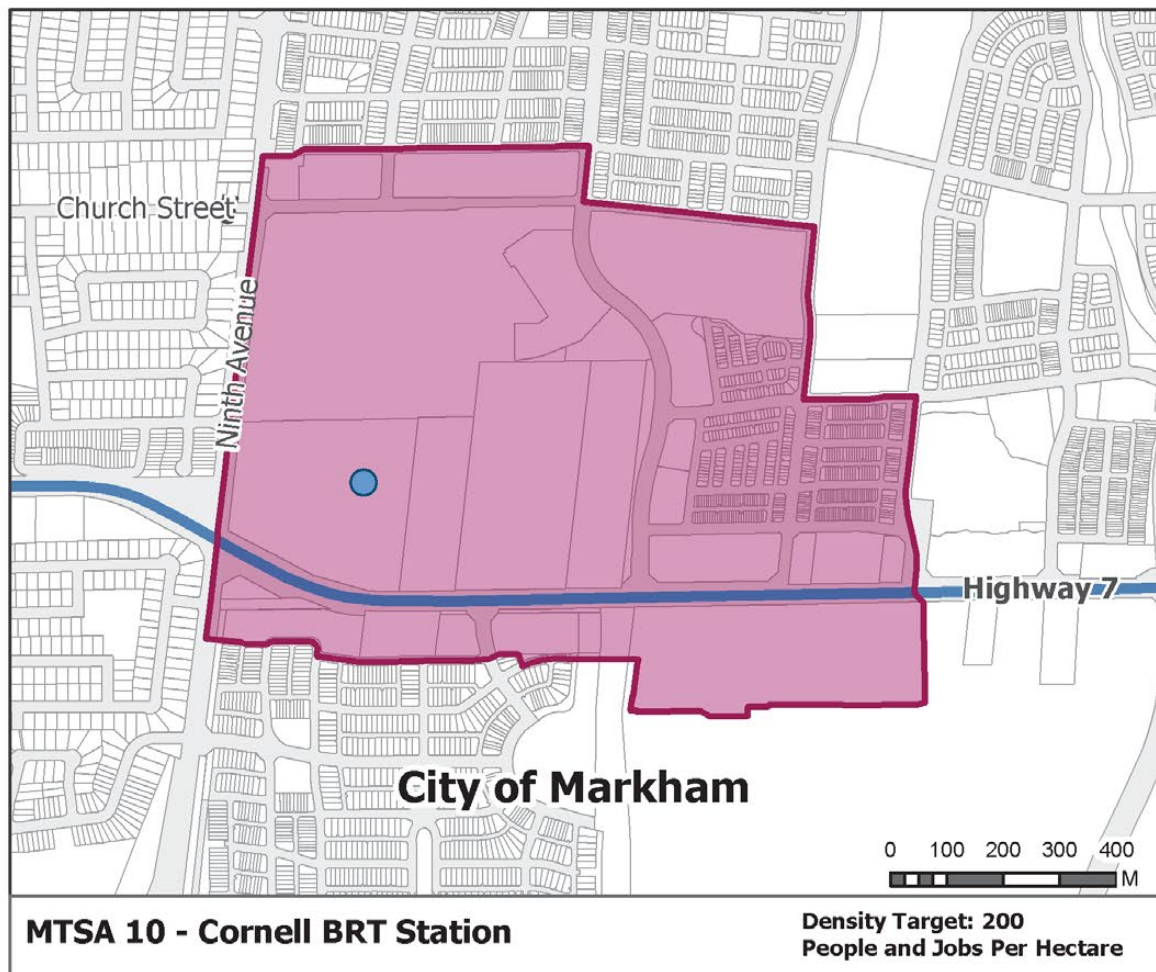 Church Street
Ninth Avenue
Highway 7
City of Markham
0 100 200 300 400
M
MTSA 10 - Cornell BRT Station
Density Target: 200
People and Jobs Per Hectare